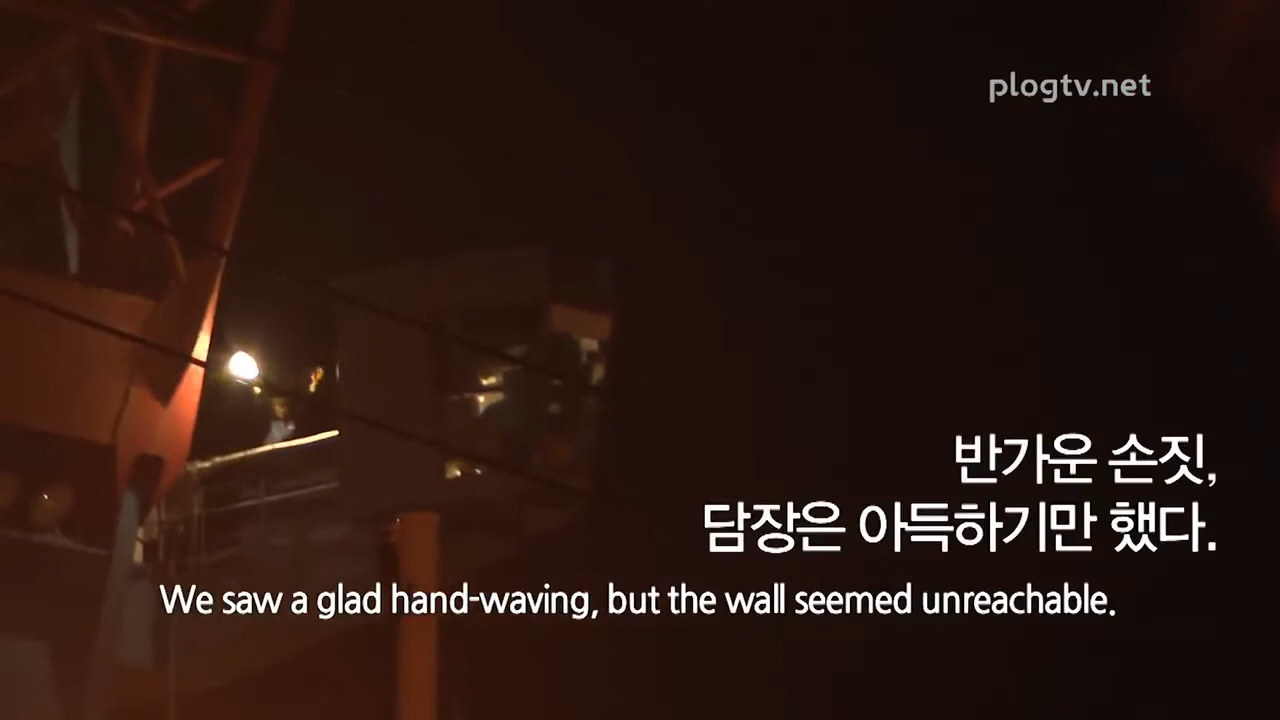 plogtv.net
반가운 손짓,
담장은 아득하기만 했다.
We saw a glad hand-waving, but the wall seemed unreachable.